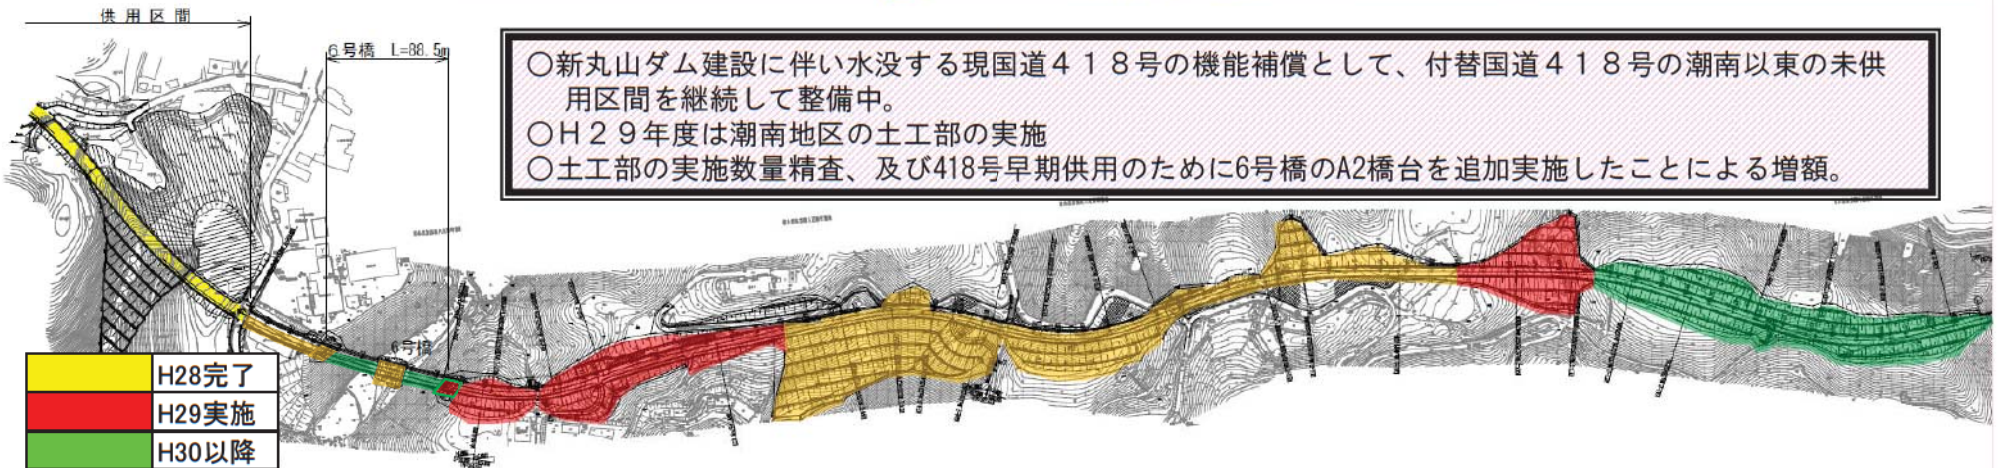 供用区間
6号橋 L=88.5m
○新丸山ダム建設に伴い水没する現国道418号の機能補償として、付替国道418号の潮南以東の未供
用区間を継続して整備中。
○H29年度は潮南地区の土工部の実施
○土工部の実施数量精査、及び418号早期供用のために6号橋のA2橋台を追加実施したことによる増額。
6号橋
H28完了
H29実施
H30以降